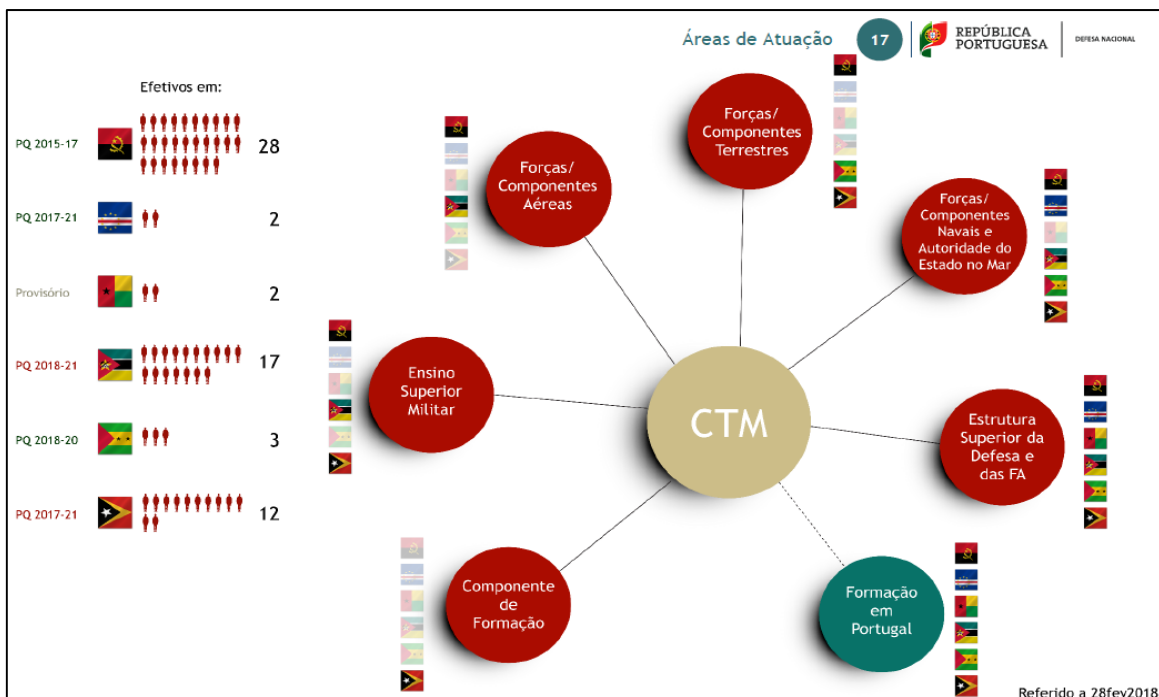 Áreas de Atuação
17
REPÚBLICA
PORTUGUESA
DEFESA NACIONAL
Efetivos em:
PQ 2015-17
28
PQ 2017-21
2
Provisório
2
PQ 2018-21
17
PQ 2018-20
3
PQ 2017-21
12
Forças/
Componentes
Aéreas
Forças/
Componentes
Terrestres
Forças/
Componentes
Navais e
Autoridade do
Estado no Mar
Ensino
Superior
Militar
CTM
Estrutura
Superior da
Defesa e
das FA
Componente
de
Formação
Formação
em
Portugal
Referido a 28fev2018